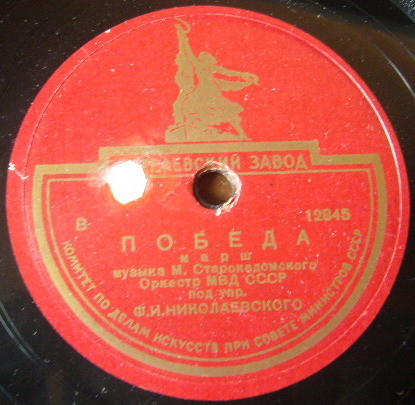 ЗАВОД
В 12845
ПОБЕДА
марш
музыка М. Старокадомского
Оркестр МВД СССР
под упр.
Ф.И.НИКОЛАЕВСКОГО
КОМИТЕТ ПО ДЕЛАМ ИСКУССТВ ПРИ СОВЕТЕ МИНИСТРОВ СССР